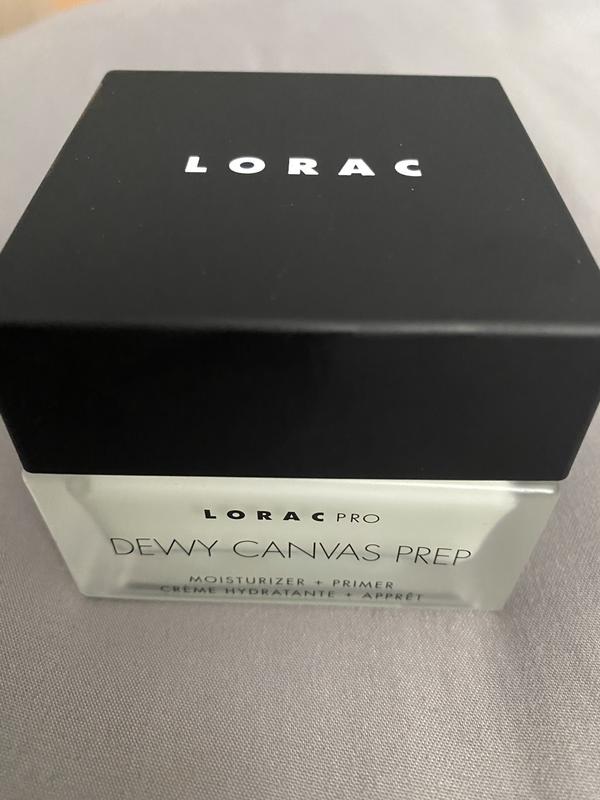 LORAC
LORAC PRO
DEWY CANVAS PREP
MOISTURIZER + PRIMER
CRÈME HYDRATANTE + APPRÊT